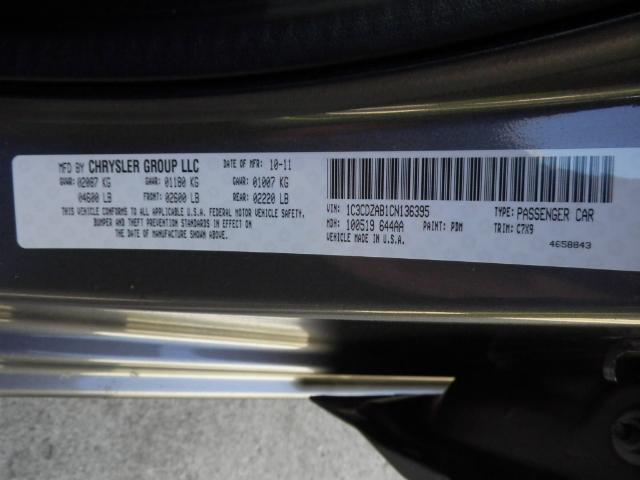 MFD BY CHRYSLER GROUP LLC DATE OF MFR: 10-11
GVWR: 02087 KG GAWR: 01180 KG GAWR: 01007 KG
04600 LB FRONT: 02600 LB REAR: 02220 LB
THIS VEHICLE CONFORMS TO ALL APPLICABLE U.S.A. FEDERAL MOTOR VEHICLE SAFETY,
BUMPER AND THEFT PREVENTION STANDARDS IN EFFECT ON
THE DATE OF MANUFACTURE SHOWN ABOVE.
VIN: 1C3CDZAB1CN136395 TYPE: PASSENGER CAR
MDH: 100519 644AA PAINT: PDM TRIM: C7X9
VEHICLE MADE IN U.S.A. 4658843